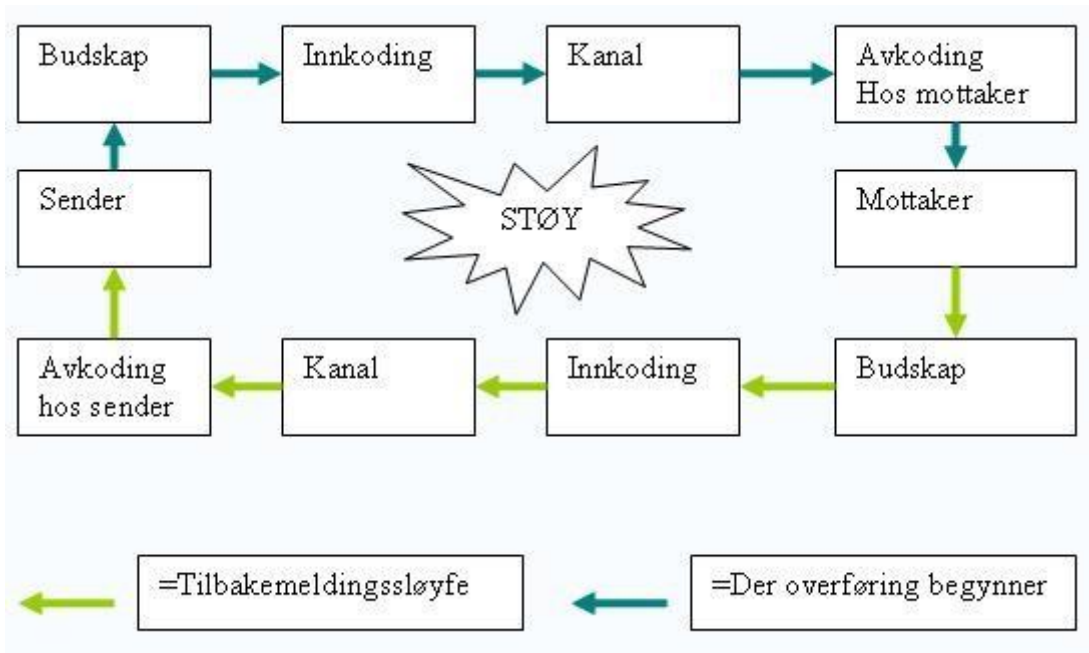 Budskap
Innkoding
Kanal
Avkoding
Hos mottaker
Sender
STØY
Mottaker
Avkoding
hos sender
Kanal
Innkoding
Budskap
=Tilbakemeldingssløyfe
=Der overføring begynner